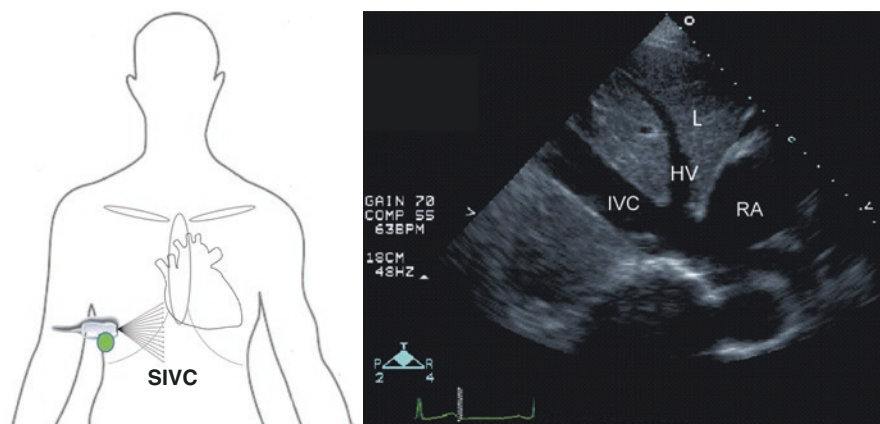 SIVC
L
HV
IVC
RA
GAIN 70
COMP 55
63BPM
18CM
48HZ
T
P R
2 4